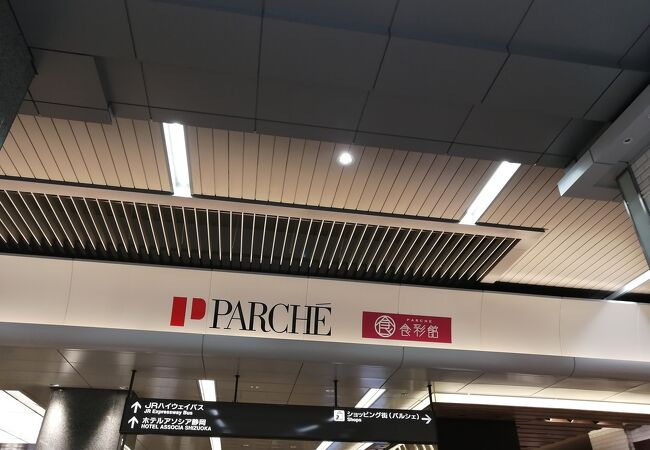 P PARCHÉ
食 PARCHE
食彩館
↑ JRハイウェイバス
JR Expressway Bus
↑ ホテルアソシア静岡
HOTEL ASSOCIA SHIZUOKA
ショッピング街(パルシェ) →
Shops